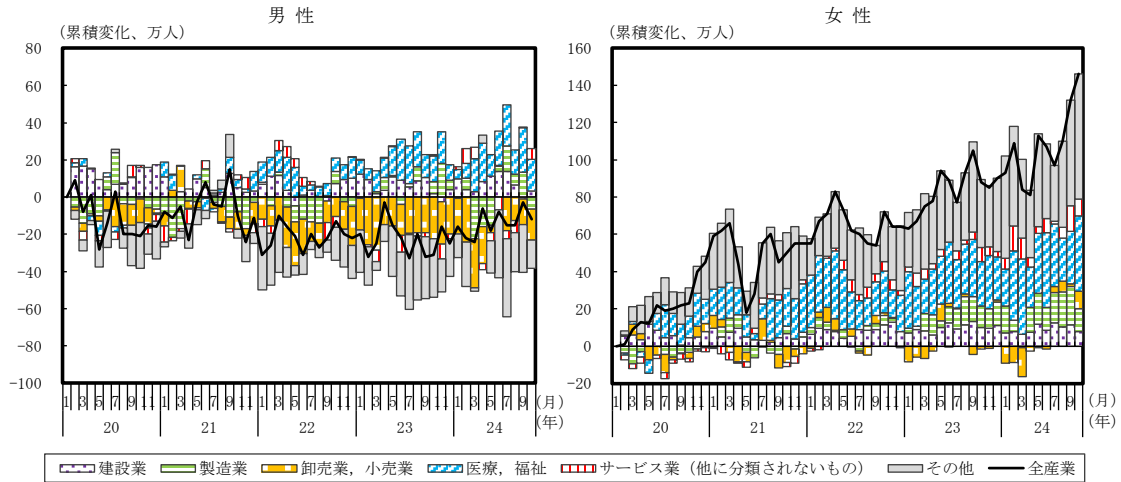 男 性
(累積変化、万人)
80
60
40
20
0
−20
−40
−60
−80
−100
1 3 5 7 9 11 1 3 5 7 9 11 1 3 5 7 9 11 1 3 5 7 9 11 1 3 5 7 9 (月)
20 21 22 23 24 (年)
女 性
(累積変化、万人)
160
140
120
100
80
60
40
20
0
−20
1 3 5 7 9 11 1 3 5 7 9 11 1 3 5 7 9 11 1 3 5 7 9 11 1 3 5 7 9 (月)
20 21 22 23 24 (年)
建設業 製造業 卸売業，小売業 医療，福祉 サービス業（他に分類されないもの） その他 全産業